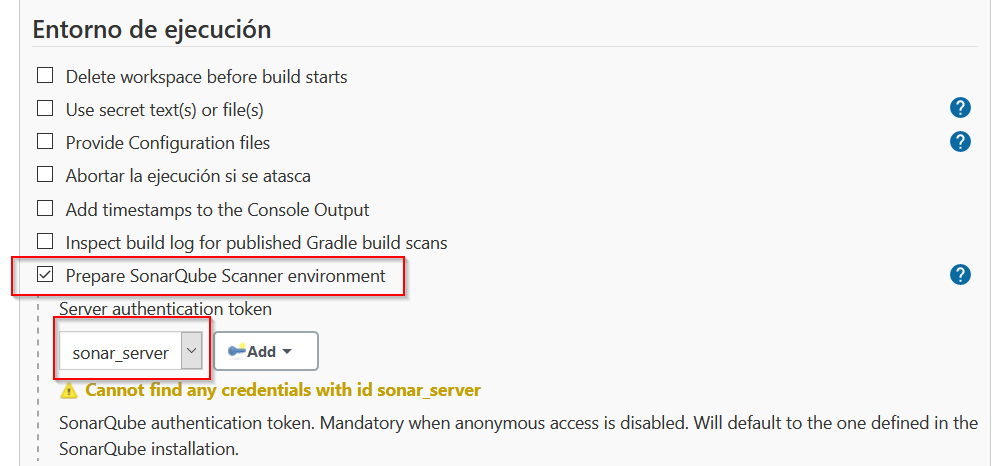 Entorno de ejecución
Delete workspace before build starts
Use secret text(s) or file(s)
?
Provide Configuration files
?
Abortar la ejecución si se atasca
Add timestamps to the Console Output
Inspect build log for published Gradle build scans
Prepare SonarQube Scanner environment
?
Server authentication token
sonar_server
Add
Cannot find any credentials with id sonar_server
SonarQube authentication token. Mandatory when anonymous access is disabled. Will default to the one defined in the
SonarQube installation.